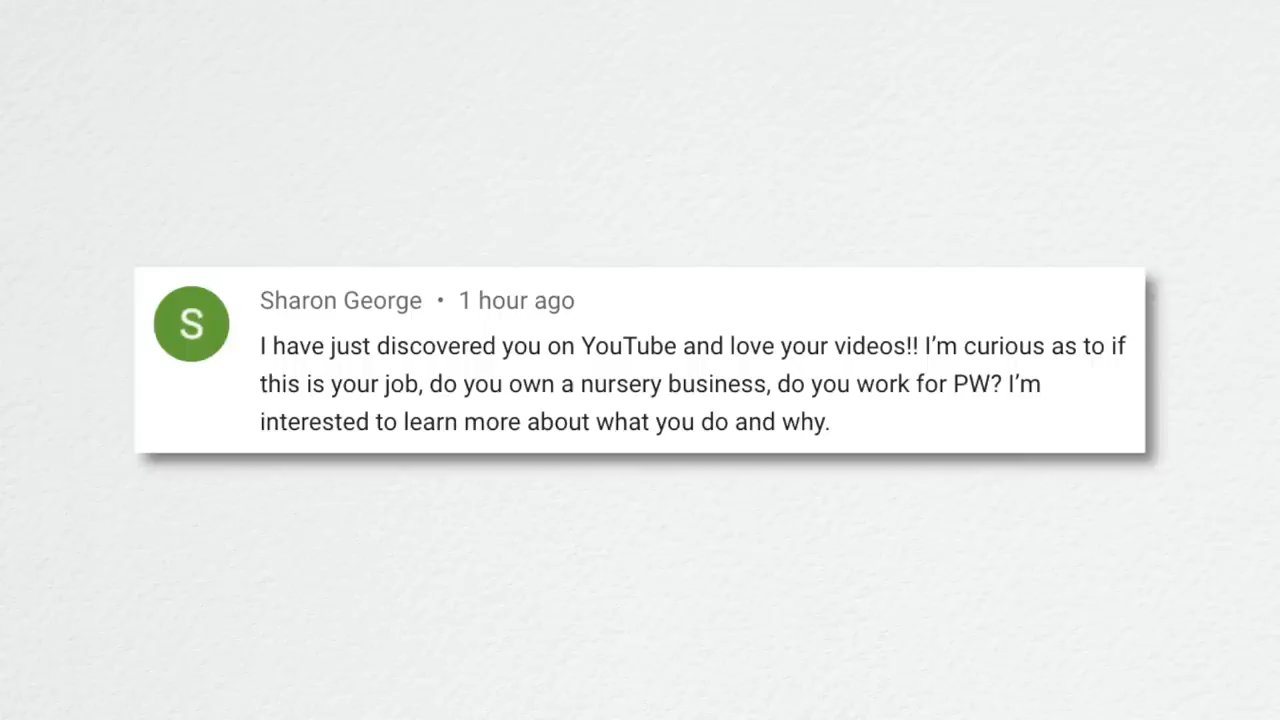 S
Sharon George • 1 hour ago
I have just discovered you on YouTube and love your videos!! I’m curious as to if
this is your job, do you own a nursery business, do you work for PW? I’m
interested to learn more about what you do and why.